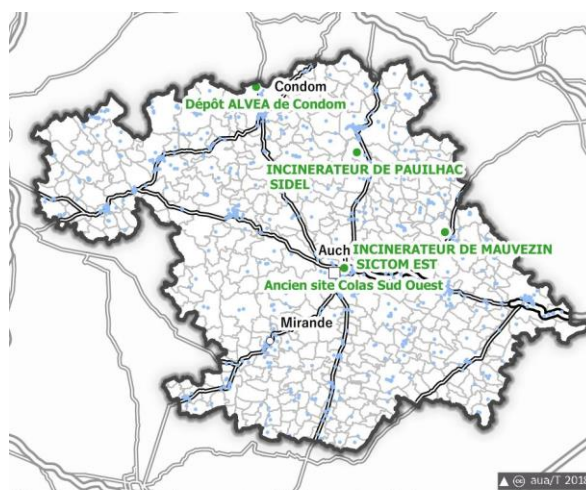 Condom
Dépôt ALVEA de Condom
INCINERATEUR DE PAUILHAC
SIDEL
Auch
INCINERATEUR DE MAUVEZIN
SICTOM EST
Ancien site Colas Sud Ouest
Mirande
aua/T 201